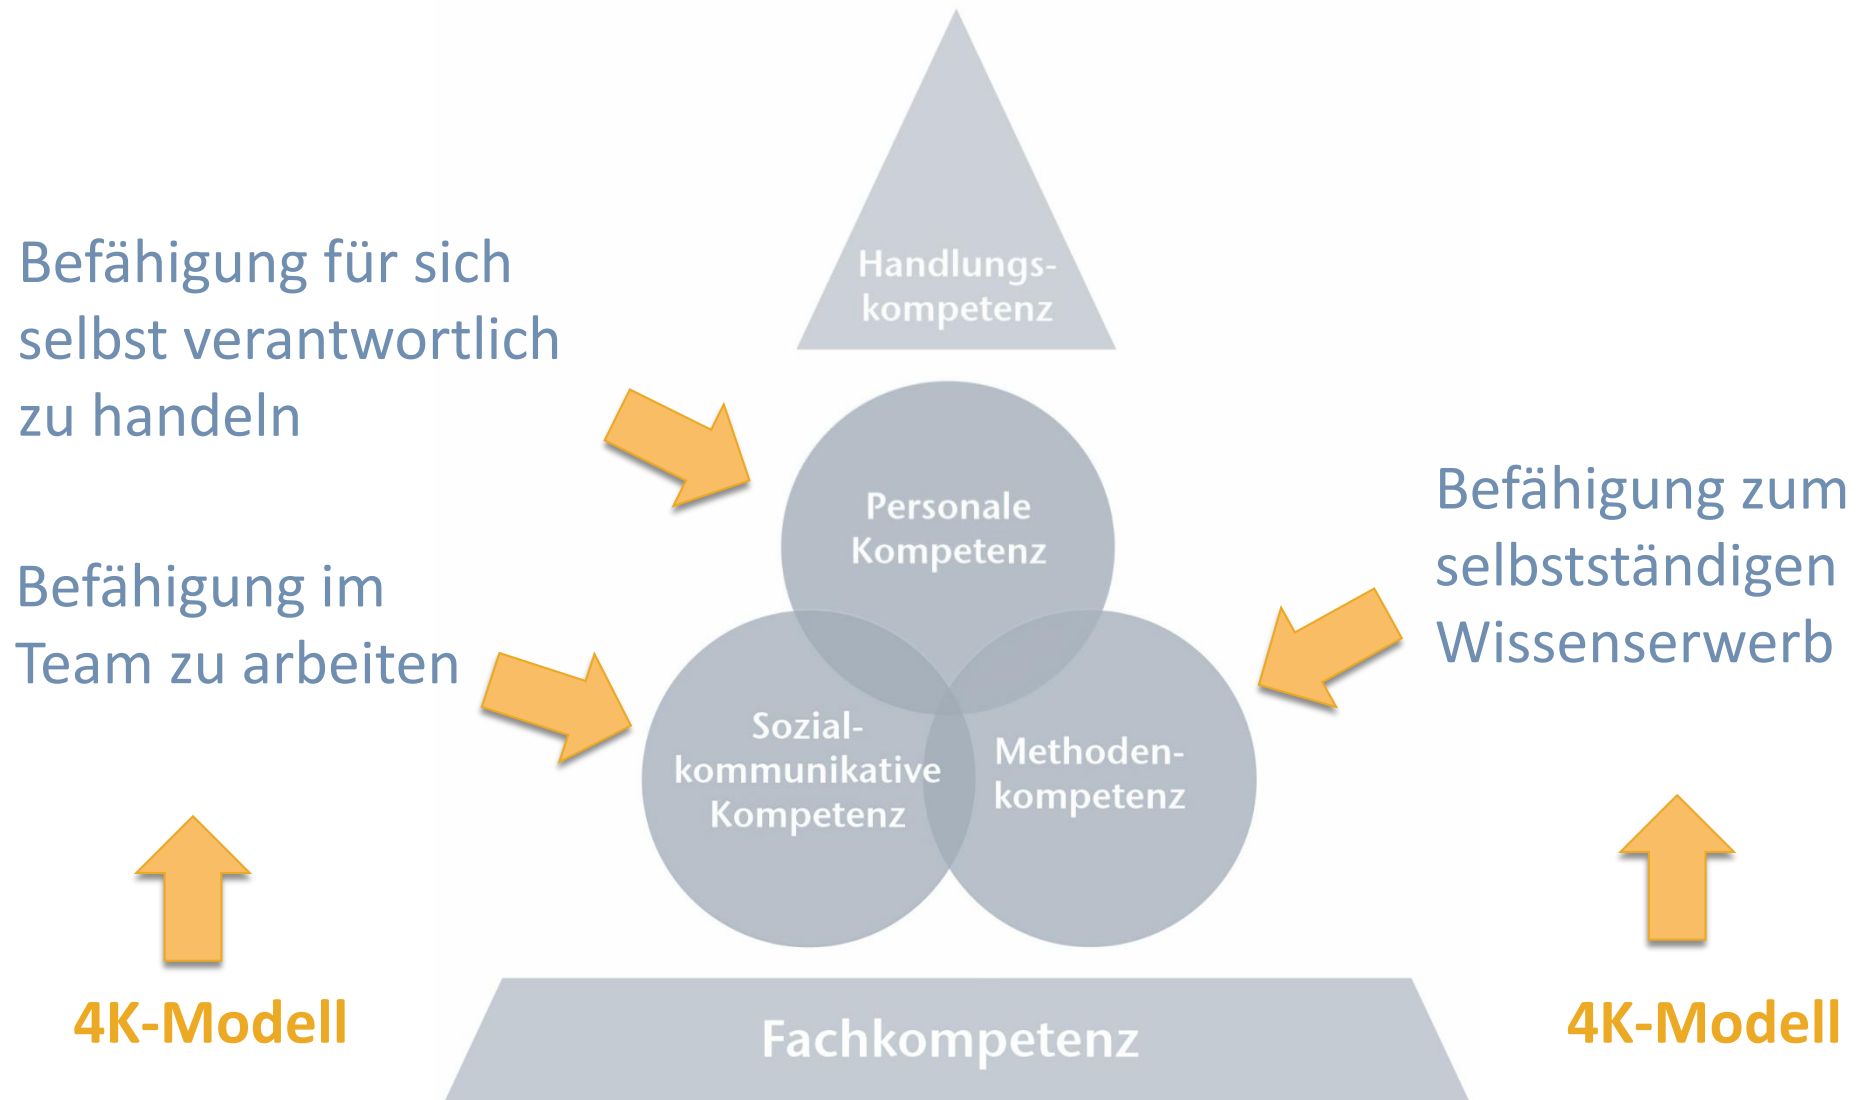 Handlungs-
kompetenz
Befähigung für sich
selbst verantwortlich
zu handeln
Personale
Kompetenz
Befähigung zum
selbstständigen
Wissenserwerb
Befähigung im
Team zu arbeiten
Sozial-
kommunikative
Kompetenz
Methoden-
kompetenz
4K-Modell
4K-Modell
Fachkompetenz